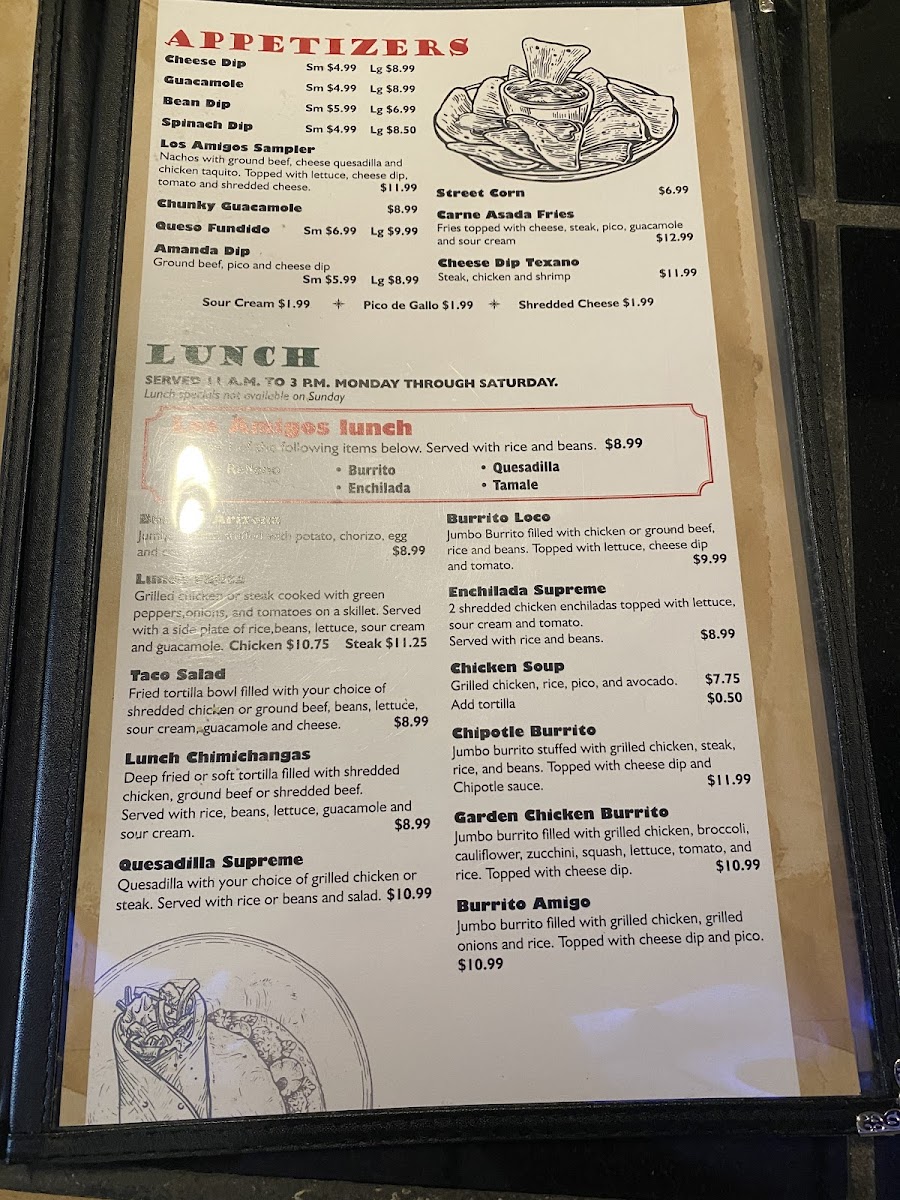 APPETIZERS
Cheese Dip Sm $4.99 Lg $8.99
Guacamole Sm $4.99 Lg $8.99
Bean Dip Sm $5.99 Lg $6.99
Spinach Dip Sm $4.99 Lg $8.50
Los Amigos Sampler
Nachos with ground beef, cheese quesadilla and
chicken taquito. Topped with lettuce, cheese dip,
tomato and shredded cheese. $11.99
Chunky Guacamole $8.99
Queso Fundido Sm $6.99 Lg $9.99
Amanda Dip
Ground beef, pico and cheese dip
Sm $5.99 Lg $8.99
Street Corn $6.99
Carne Asada Fries
Fries topped with cheese, steak, pico, guacamole
and sour cream $12.99
Cheese Dip Texano
Steak, chicken and shrimp $11.99
Sour Cream $1.99 + Pico de Gallo $1.99 + Shredded Cheese $1.99
LUNCH
SERVED 11 A.M. TO 3 P.M. MONDAY THROUGH SATURDAY.
Lunch specials not available on Sunday
Los Amigos lunch
of the following items below. Served with rice and beans. $8.99
• Burrito • Quesadilla
• Enchilada • Tamale
Arizona
with potato, chorizo, egg
and $8.99
Lunch
Grilled chicken or steak cooked with green
peppers,onions, and tomatoes on a skillet. Served
with a side plate of rice,beans, lettuce, sour cream
and guacamole. Chicken $10.75 Steak $11.25
Taco Salad
Fried tortilla bowl filled with your choice of
shredded chicken or ground beef, beans, lettuce,
sour cream, guacamole and cheese. $8.99
Lunch Chimichangas
Deep fried or soft tortilla filled with shredded
chicken, ground beef or shredded beef.
Served with rice, beans, lettuce, guacamole and
sour cream. $8.99
Quesadilla Supreme
Quesadilla with your choice of grilled chicken or
steak. Served with rice or beans and salad. $10.99
Burrito Loco
Jumbo Burrito filled with chicken or ground beef,
rice and beans. Topped with lettuce, cheese dip
and tomato. $9.99
Enchilada Supreme
2 shredded chicken enchiladas topped with lettuce,
sour cream and tomato.
Served with rice and beans. $8.99
Chicken Soup
Grilled chicken, rice, pico, and avocado. $7.75
Add tortilla $0.50
Chipotle Burrito
Jumbo burrito stuffed with grilled chicken, steak,
rice, and beans. Topped with cheese dip and
Chipotle sauce. $11.99
Garden Chicken Burrito
Jumbo burrito filled with grilled chicken, broccoli,
cauliflower, zucchini, squash, lettuce, tomato, and
rice. Topped with cheese dip. $10.99
Burrito Amigo
Jumbo burrito filled with grilled chicken, grilled
onions and rice. Topped with cheese dip and pico.
$10.99